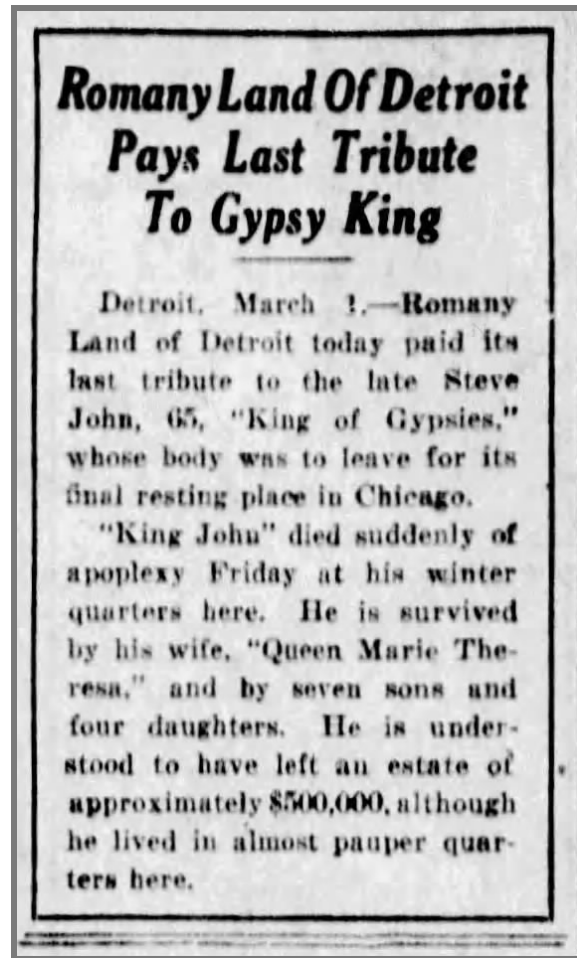 Romany Land Of Detroit
Pays Last Tribute
To Gypsy King
Detroit, March 1.—Romany
Land of Detroit today paid its
last tribute to the late Steve
John, 65, "King of Gypsies,"
whose body was to leave for its
final resting place in Chicago.
"King John" died suddenly of
apoplexy Friday at his winter
quarters here. He is survived
by his wife, "Queen Marie The-
resa," and by seven sons and
four daughters. He is under-
stood to have left an estate of
approximately $500,000, although
he lived in almost pauper quar-
ters here.